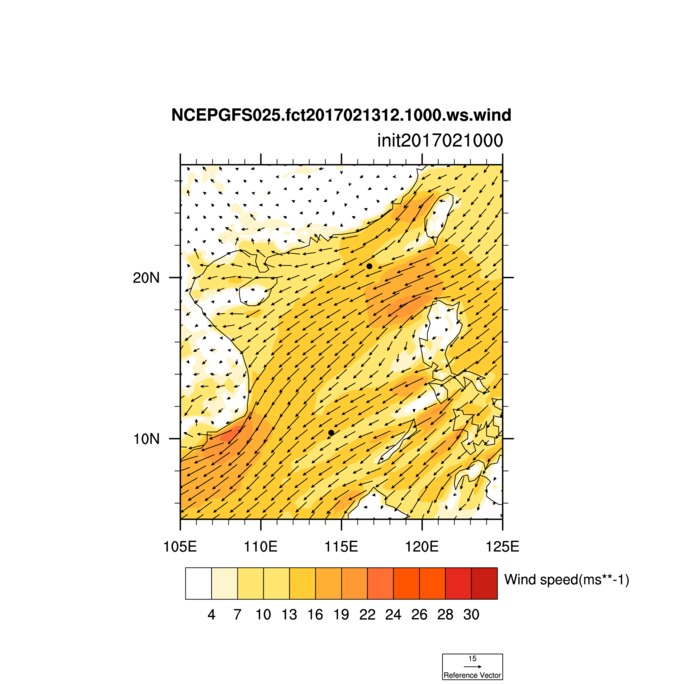 NCEPGFS025.fct2017021312.1000.ws.wind
init2017021000
20N
10N
105E 110E 115E 120E 125E
Wind speed(ms**-1)
4 7 10 13 16 19 22 24 26 28 30
15
Reference Vector